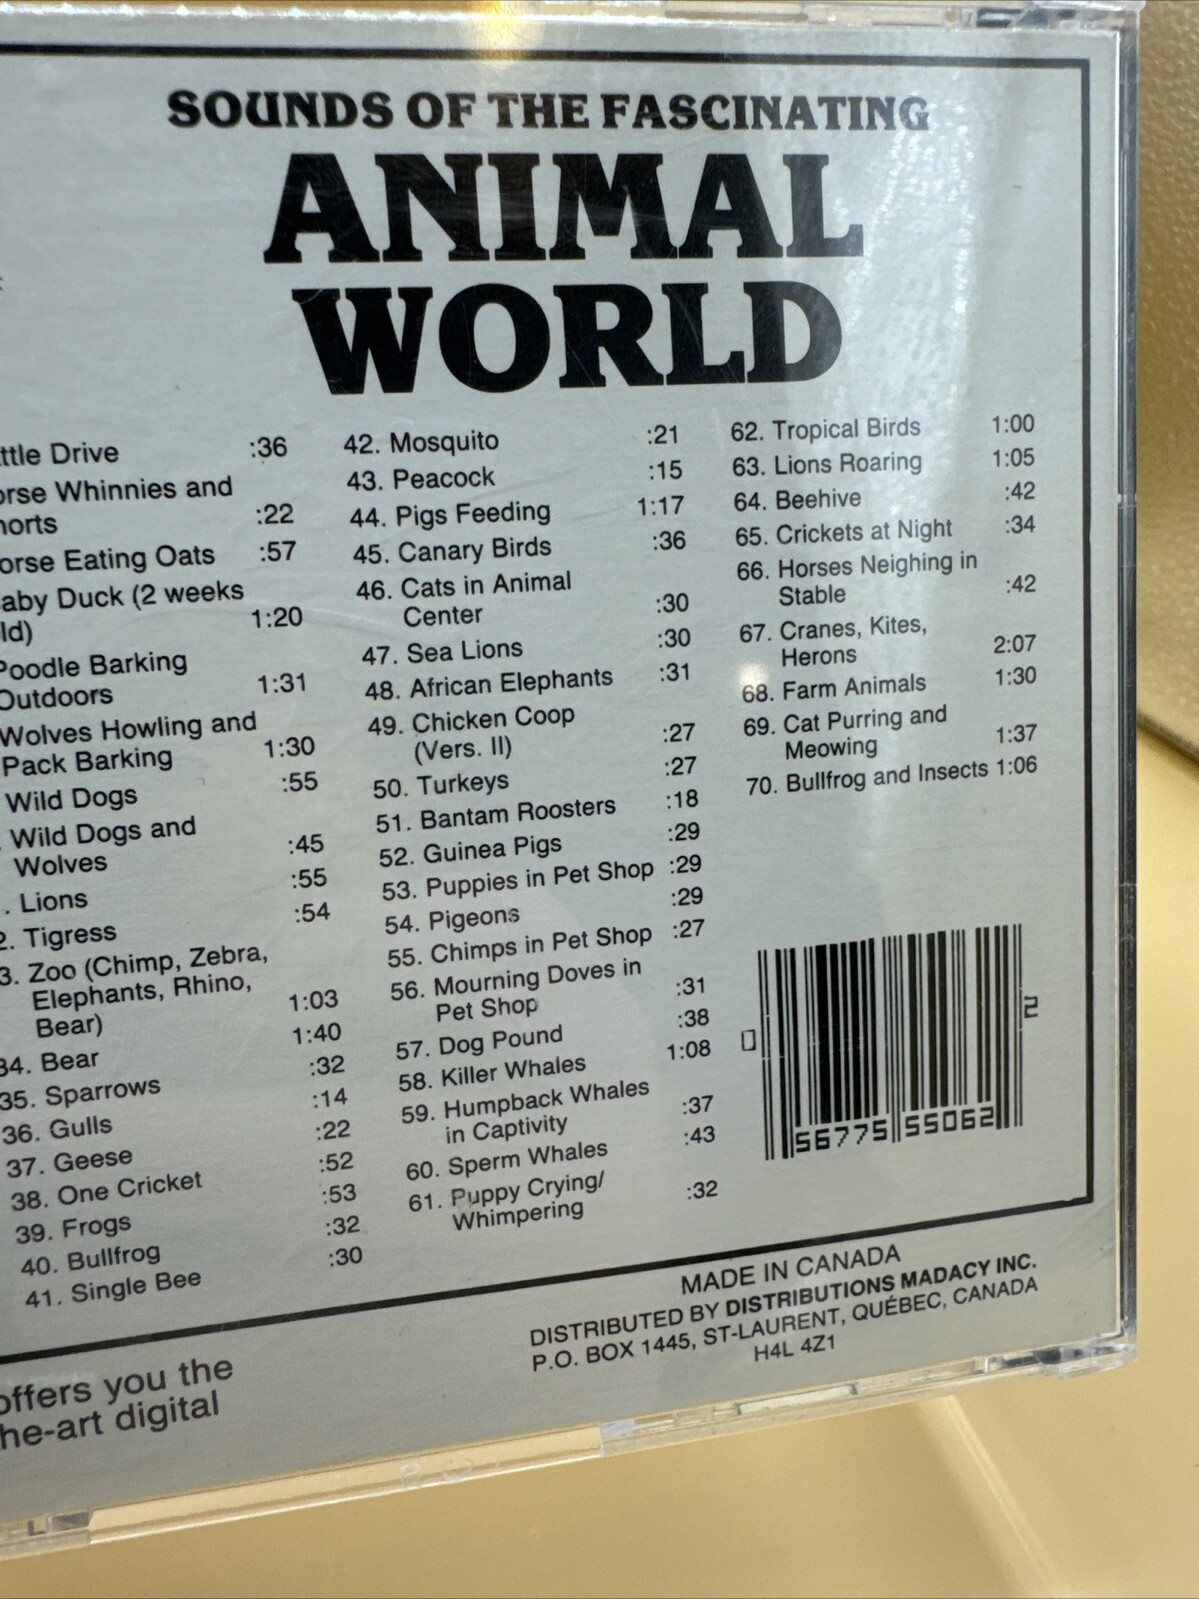 SOUNDS OF THE FASCINATING
ANIMAL
WORLD
ttle Drive :36
orse Whinnies and
horts :22
orse Eating Oats :57
aby Duck (2 weeks
ld) 1:20
Poodle Barking
Outdoors 1:31
Wolves Howling and
Pack Barking 1:30
Wild Dogs :55
. Wild Dogs and
Wolves :45
. Lions :55
2. Tigress :54
3. Zoo (Chimp, Zebra,
Elephants, Rhino,
Bear) 1:03
34. Bear 1:40
35. Sparrows :32
36. Gulls :14
37. Geese :22
38. One Cricket :52
39. Frogs :53
40. Bullfrog :32
41. Single Bee :30
42. Mosquito :21
43. Peacock :15
44. Pigs Feeding 1:17
45. Canary Birds :36
46. Cats in Animal
Center :30
47. Sea Lions :30
48. African Elephants :31
49. Chicken Coop
(Vers. II) :27
50. Turkeys :27
51. Bantam Roosters :18
52. Guinea Pigs :29
53. Puppies in Pet Shop :29
54. Pigeons :29
55. Chimps in Pet Shop :27
56. Mourning Doves in
Pet Shop :31
57. Dog Pound :38
58. Killer Whales 1:08
59. Humpback Whales
in Captivity :37
60. Sperm Whales :43
61. Puppy Crying/
Whimpering :32
62. Tropical Birds 1:00
63. Lions Roaring 1:05
64. Beehive :42
65. Crickets at Night :34
66. Horses Neighing in
Stable :42
67. Cranes, Kites,
Herons 2:07
68. Farm Animals 1:30
69. Cat Purring and
Meowing 1:37
70. Bullfrog and Insects 1:06
0 56775 55062 2
MADE IN CANADA
DISTRIBUTED BY DISTRIBUTIONS MADACY INC.
P.O. BOX 1445, ST-LAURENT, QUÉBEC, CANADA
H4L 4Z1
offers you the
he-art digital